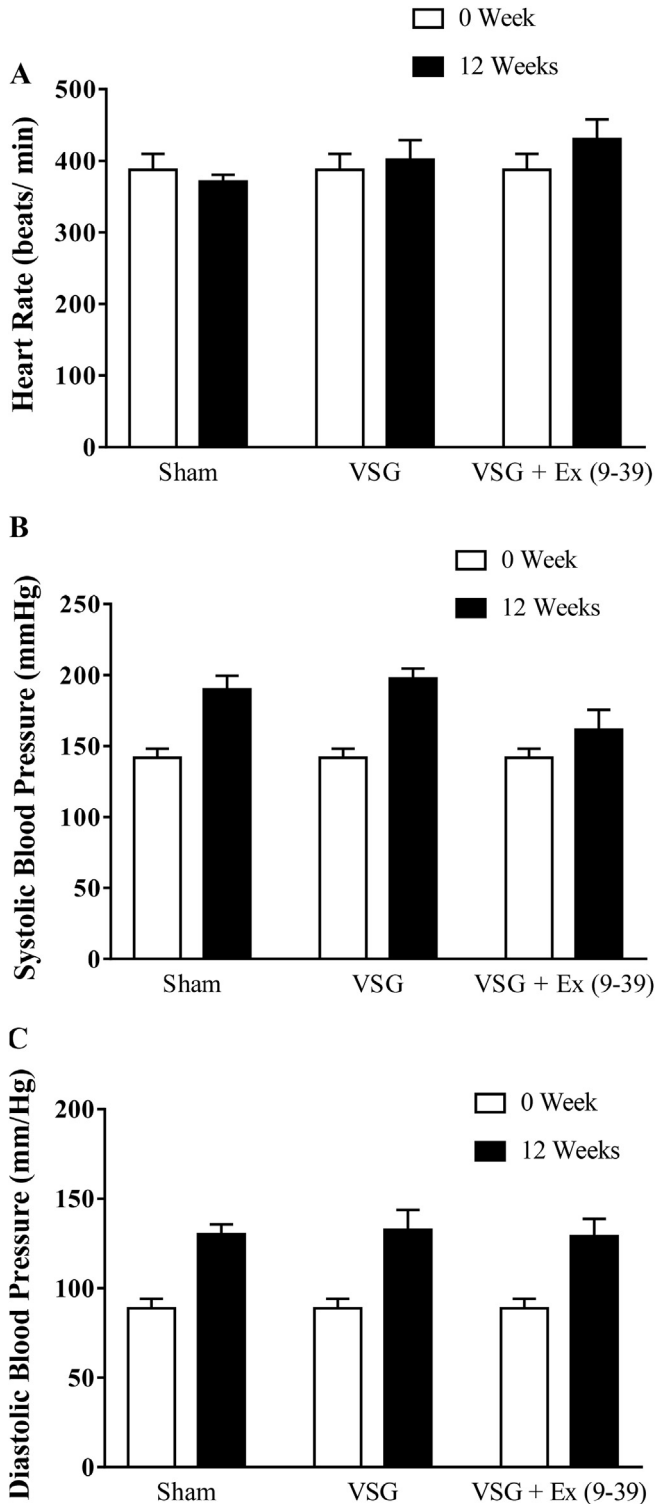 0 Week
12 Weeks
A
Heart Rate (beats/ min)
500
400
300
200
100
0
Sham VSG VSG + Ex (9-39)
B
0 Week
12 Weeks
Systolic Blood Pressure (mmHg)
250
200
150
100
50
0
Sham VSG VSG + Ex (9-39)
C
0 Week
12 Weeks
Diastolic Blood Pressure (mm/Hg)
200
150
100
50
0
Sham VSG VSG + Ex (9-39)